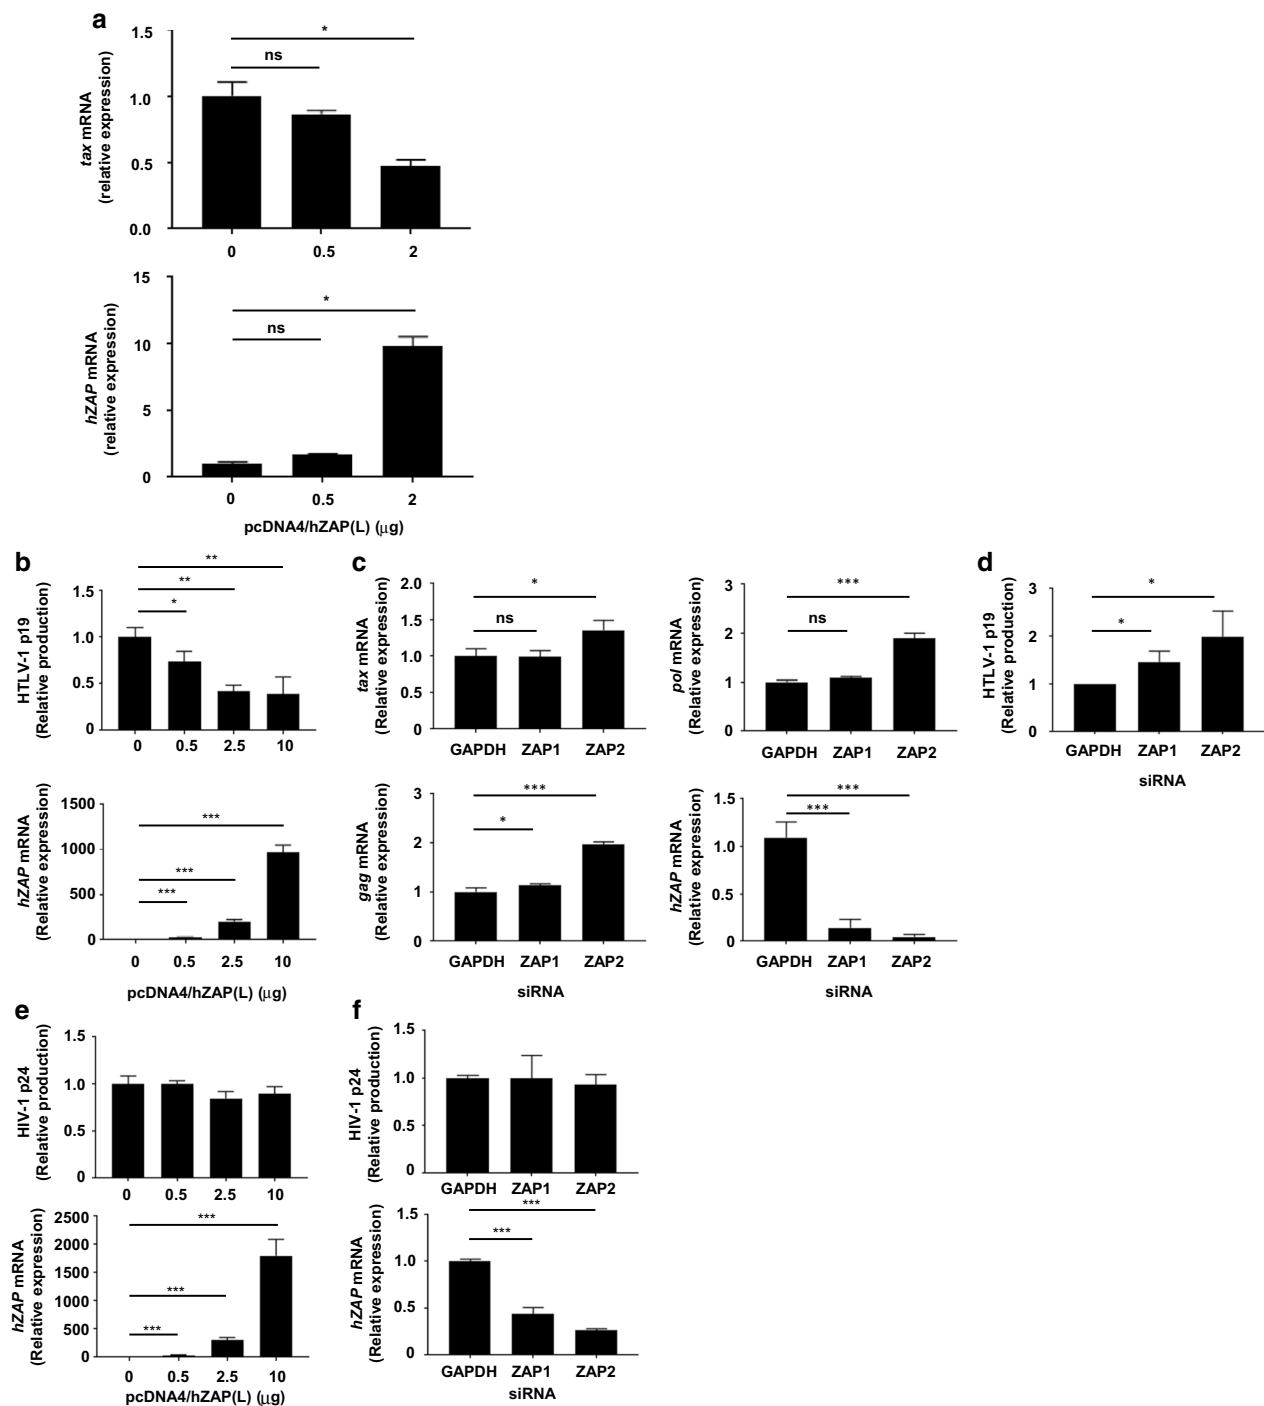 a
tax mRNA
(relative expression)
1.5
1.0
0.5
0.0
*
ns
0 0.5 2
hZAP mRNA
(relative expression)
15
10
5
0
*
ns
0 0.5 2
pcDNA4/hZAP(L) (μg)
b
HTLV-1 p19
(Relative production)
1.5
1.0
0.5
0
**
**
*
0 0.5 2.5 10
hZAP mRNA
(Relative expression)
1500
1000
500
0
***
***
***
0 0.5 2.5 10
pcDNA4/hZAP(L) (μg)
c
tax mRNA
(Relative expression)
2.0
1.5
1.0
0.5
0
*
ns
GAPDH ZAP1 ZAP2
pol mRNA
(Relative expression)
3
2
1
0
***
ns
GAPDH ZAP1 ZAP2
gag mRNA
(Relative expression)
3
2
1
0
***
*
GAPDH ZAP1 ZAP2
siRNA
hZAP mRNA
(Relative expression)
1.5
1.0
0.5
0
***
***
GAPDH ZAP1 ZAP2
siRNA
d
HTLV-1 p19
(Relative production)
3
2
1
0
*
*
GAPDH ZAP1 ZAP2
siRNA
e
HIV-1 p24
(Relative production)
1.5
1.0
0.5
0
0 0.5 2.5 10
hZAP mRNA
(Relative expression)
2500
2000
1500
1000
500
0
***
***
***
0 0.5 2.5 10
pcDNA4/hZAP(L) (μg)
f
HIV-1 p24
(Relative production)
1.5
1.0
0.5
0
GAPDH ZAP1 ZAP2
hZAP mRNA
(Relative expression)
1.5
1.0
0.5
0
***
***
GAPDH ZAP1 ZAP2
siRNA